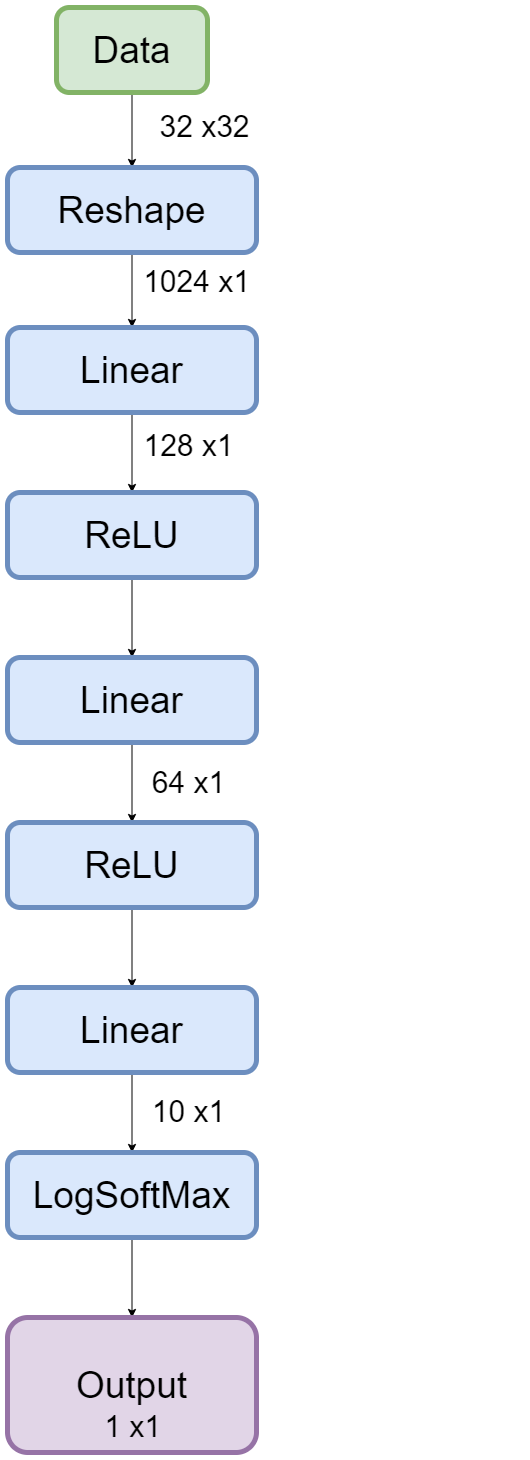 Data
32 x32
Reshape
1024 x1
Linear
128 x1
ReLU
Linear
64 x1
ReLU
Linear
10 x1
LogSoftMax
Output
1 x1